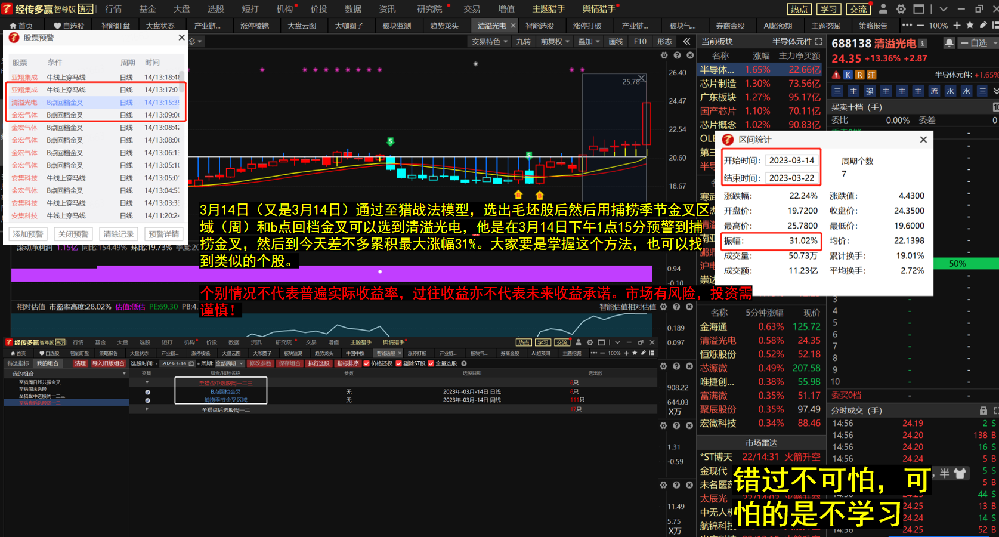 经传多赢 智尊版 演示 行情 基金 大盘 选股 短打 机构 价投 数据 资讯 研究院 交易 增值 主题猎手 舆情猎手 热点 学习 交流
首页 自选股 智能盯盘 大盘状态 产业链... 涨停棱镜 大盘云图 大咖圈子 板块监测 趋势龙头 清溢光电 智能选股 涨停打板 产业链... 板块气... 券商金股 AI超预期 主题挖掘 策略报告 100%
股票预警
股票 条件 周期 时间
亚翔集成 牛线上穿马线 日线 14/13:18:48
亚翔集成 牛线上穿马线 日线 14/13:17:0
清溢光电 B点回档金叉 日线 14/13:15:39
金宏气体 B点回档金叉 日线 14/13:09:06
金宏气体 B点回档金叉 日线 14/13:08:42
金宏气体 B点回档金叉 日线 14/13:08:06
金宏气体 B点回档金叉 日线 14/13:06:1
金宏气体 B点回档金叉 日线 14/13:05:10
安集科技 牛线上穿马线 日线 14/13:05:0
金宏气体 B点回档金叉 日线 14/13:04:5
安集科技 牛线上穿马线 日线 14/13:03:3
安集科技 牛线上穿马线 日线 14/11:20:24
添加预警 关闭预警 清除记录 预警详情
多 交易特色 九转 前复权 叠加 画线 F10 形态
25.78
26.40
24.47
22.54
20.60
18.67
3月14日（又是3月14日）通过至猎战法模型，选出毛坯股后然后用捕捞季节金叉区
域（周）和b点回档金叉可以选到清溢光电，他是在3月14日下午1点15分预警到捕
捞金叉，然后到今天差不多累积最大涨幅31%。大家要是掌握这个方法，也可以找
到类似的个股。
滚动净利润 1.15亿 同比:154.49% 环比:19.73% 季度:20
0.94
-0.10
个别情况不代表普遍实际收益率，过往收益亦不代表未来收益承诺。市场有风险，投资需
谨慎！
相对估值 市盈率高度:28.02% 估值:低估 PE:69.30 PB:4. 智能估值相对估值
0.189
0.097
908.22
644.03
X万
1.31
-0.59
11.49
5.75
X万
当前板块 半导体元件
名称 涨幅 主力净买额
半导体... 1.65% 22.66亿
芯片制造 1.30% 73.56亿
广东板块 1.27% 95.17亿
国产芯片 1.10% 70.11亿
芯片概念 1.02% 90.83亿
688138 清溢光电
自选
24.35 +13.36% +2.87
K R 注 半导体元件: +1.65%
三 主 强 主 主 主 流 水 水 三
买卖十档（手）
委比 0.00% 委差 0
区间统计
开始时间: 2023-03-14 周期个数
结束时间: 2023-03-22 7
涨跌幅: 22.24% 涨跌值: 4.4300
开盘价: 19.7200 收盘价: 24.3500
最高价: 25.7800 最低价: 19.6000
振幅: 31.02% 均价: 22.1398
成交量: 50.73万 累计换手: 19.01%
成交额: 11.23亿 平均换手: 2.72%
50%
3
4
5
6
7
8
9
10
委买0档
名称 5分钟涨幅 现价
金海通 0.63% 125.72
清溢光电 0.58% 24.35
恒烁股份 0.52% 52.18
芯源微 0.49% 207.58
唯捷创... 0.38% 55.98
富满微 0.35% 51.17
聚辰股份 0.35% 97.49
宏微科技 0.34% 88.46
市场雷达
*ST博天 22/14:31 火箭升空
金现代
未名医药
太辰光
中无人机
航锦科技
分时成交（手）
14:56 24.19 2 S
14:56 24.20 138 B
14:56 24.20 16 S
14:56 24.24 5 B
5 S
5 B
44 S
24.25 13 B
24.24 14 S
14:56 24.25 52 B
半
错过不可怕，可
怕的是不学习
经传多赢 智尊版 演示 行情 基金 大盘 选股 短打 机构 价投 数据 资讯 研究院 交易 增值 主题猎手 舆情猎手 热点 学习 交流
首页 自选股 智能盯盘 大盘状态 产业链... 涨停棱镜 大盘云图 大咖圈子 板块监测 趋势龙头 中国中铁 智能选股 涨停打板 产业链... 板块气... 券商金股 AI超预期 主题挖掘 100%
待选指标 我的组合 清理 导入旧版组合 选股时间: 2023-3-14 周期: 全部周期 修改参数 保存组合 执行选股 指标排序 价格还权 剔除ST股 全量选股
我的组合 交集 组合/指标名称 参数 选股日期 选出数
至猎周日线共振金叉
至猎周末选股
至猎盘中选股周一二三
至猎盘后选股周一二
至猎盘中选股周一二三 8只
B点回档金叉 无 2023年-03月-14日 日线 8只
捕捞季节金叉区域 无 2023年-03月-14日 周线 111只
至猎盘后选股周一二 17只